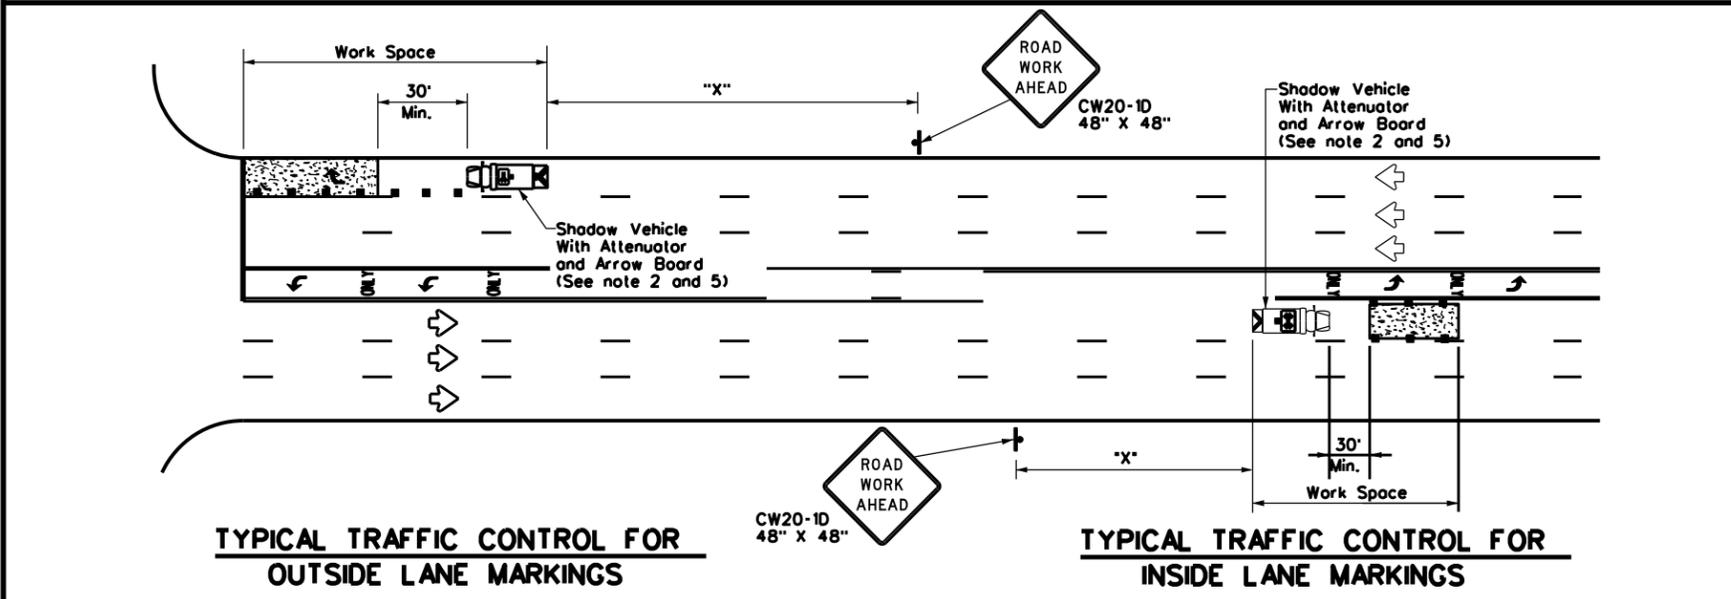 Work Space
30'
Min.
"X"
ROAD
WORK
AHEAD
CW20-1D
48" X 48"
Shadow Vehicle
With Attenuator
and Arrow Board
(See note 2 and 5)
Shadow Vehicle
With Attenuator
and Arrow Board
(See note 2 and 5)
ONLY
ONLY
ONLY
ONLY
ROAD
WORK
AHEAD
CW20-1D
48" X 48"
"X"
30'
Min.
Work Space
TYPICAL TRAFFIC CONTROL FOR
OUTSIDE LANE MARKINGS
TYPICAL TRAFFIC CONTROL FOR
INSIDE LANE MARKINGS